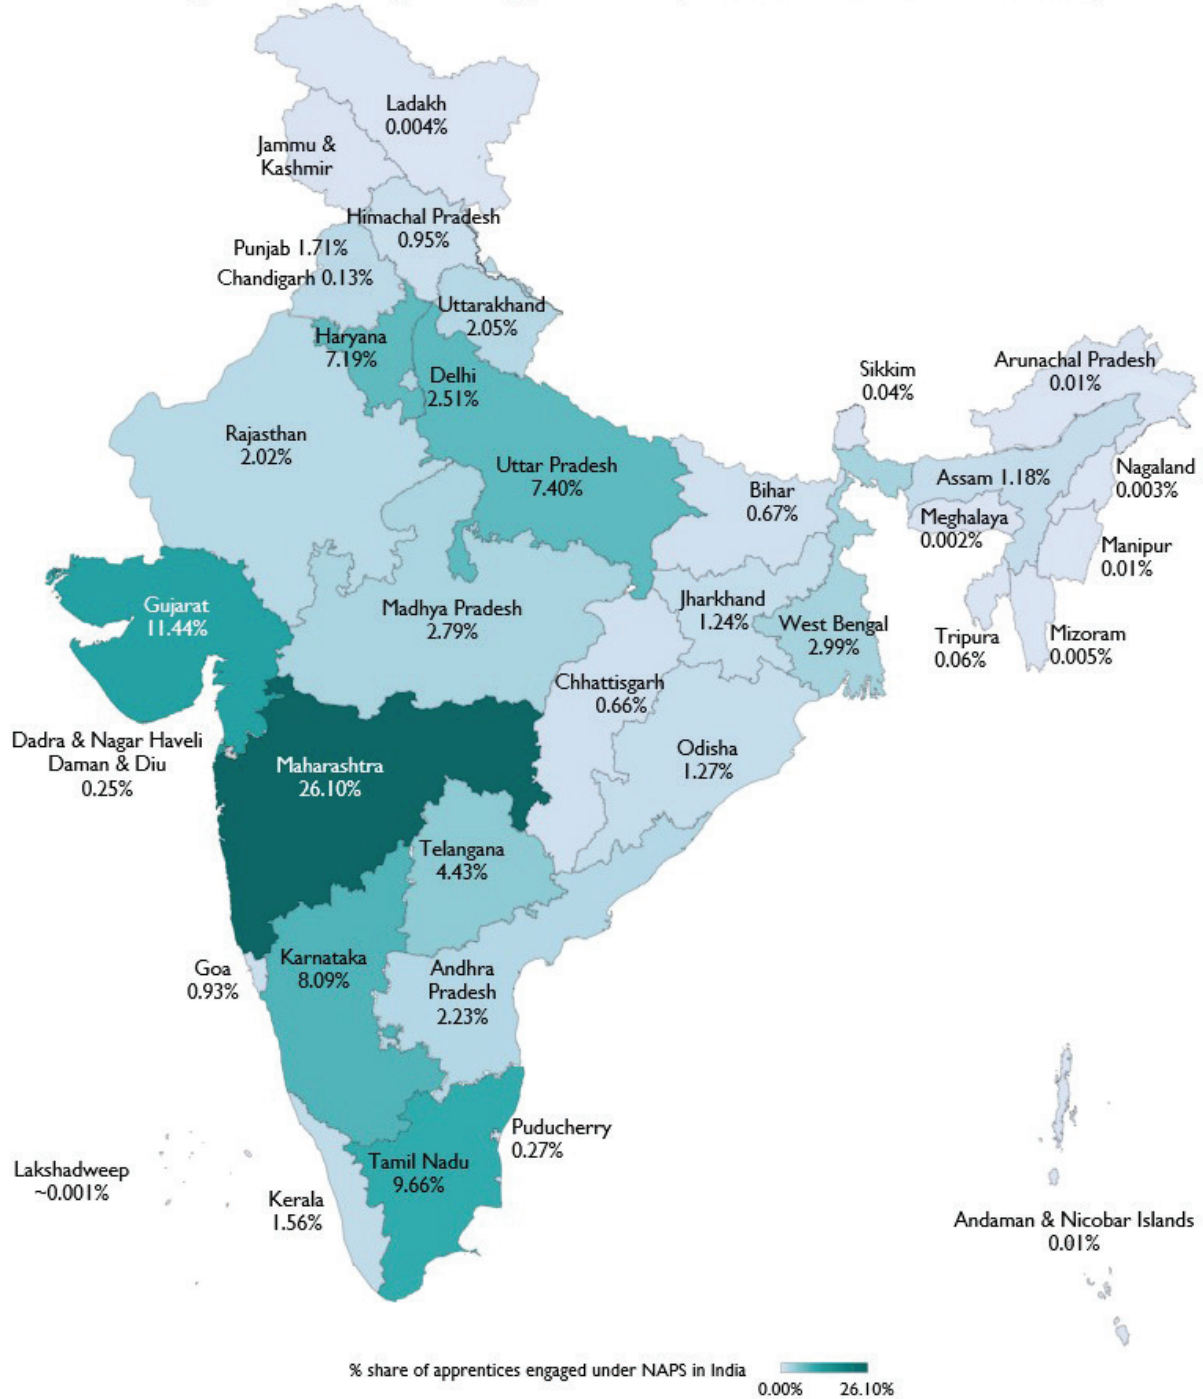 Ladakh
0.004%
Jammu &
Kashmir
Himachal Pradesh
0.95%
Punjab 1.71%
Chandigarh 0.13%
Uttarakhand
2.05%
Haryana
7.19%
Delhi
2.51%
Sikkim
0.04%
Arunachal Pradesh
0.01%
Rajasthan
2.02%
Uttar Pradesh
7.40%
Bihar
0.67%
Assam 1.18%
Nagaland
0.003%
Meghalaya
0.002%
Manipur
0.01%
Gujarat
11.44%
Madhya Pradesh
2.79%
Jharkhand
1.24%
West Bengal
2.99%
Tripura
0.06%
Mizoram
0.005%
Chhattisgarh
0.66%
Dadra & Nagar Haveli
Daman & Diu
0.25%
Maharashtra
26.10%
Odisha
1.27%
Telangana
4.43%
Goa
0.93%
Karnataka
8.09%
Andhra
Pradesh
2.23%
Puducherry
0.27%
Lakshadweep
~0.001%
Tamil Nadu
9.66%
Kerala
1.56%
Andaman & Nicobar Islands
0.01%
% share of apprentices engaged under NAPS in India
0.00% 26.10%